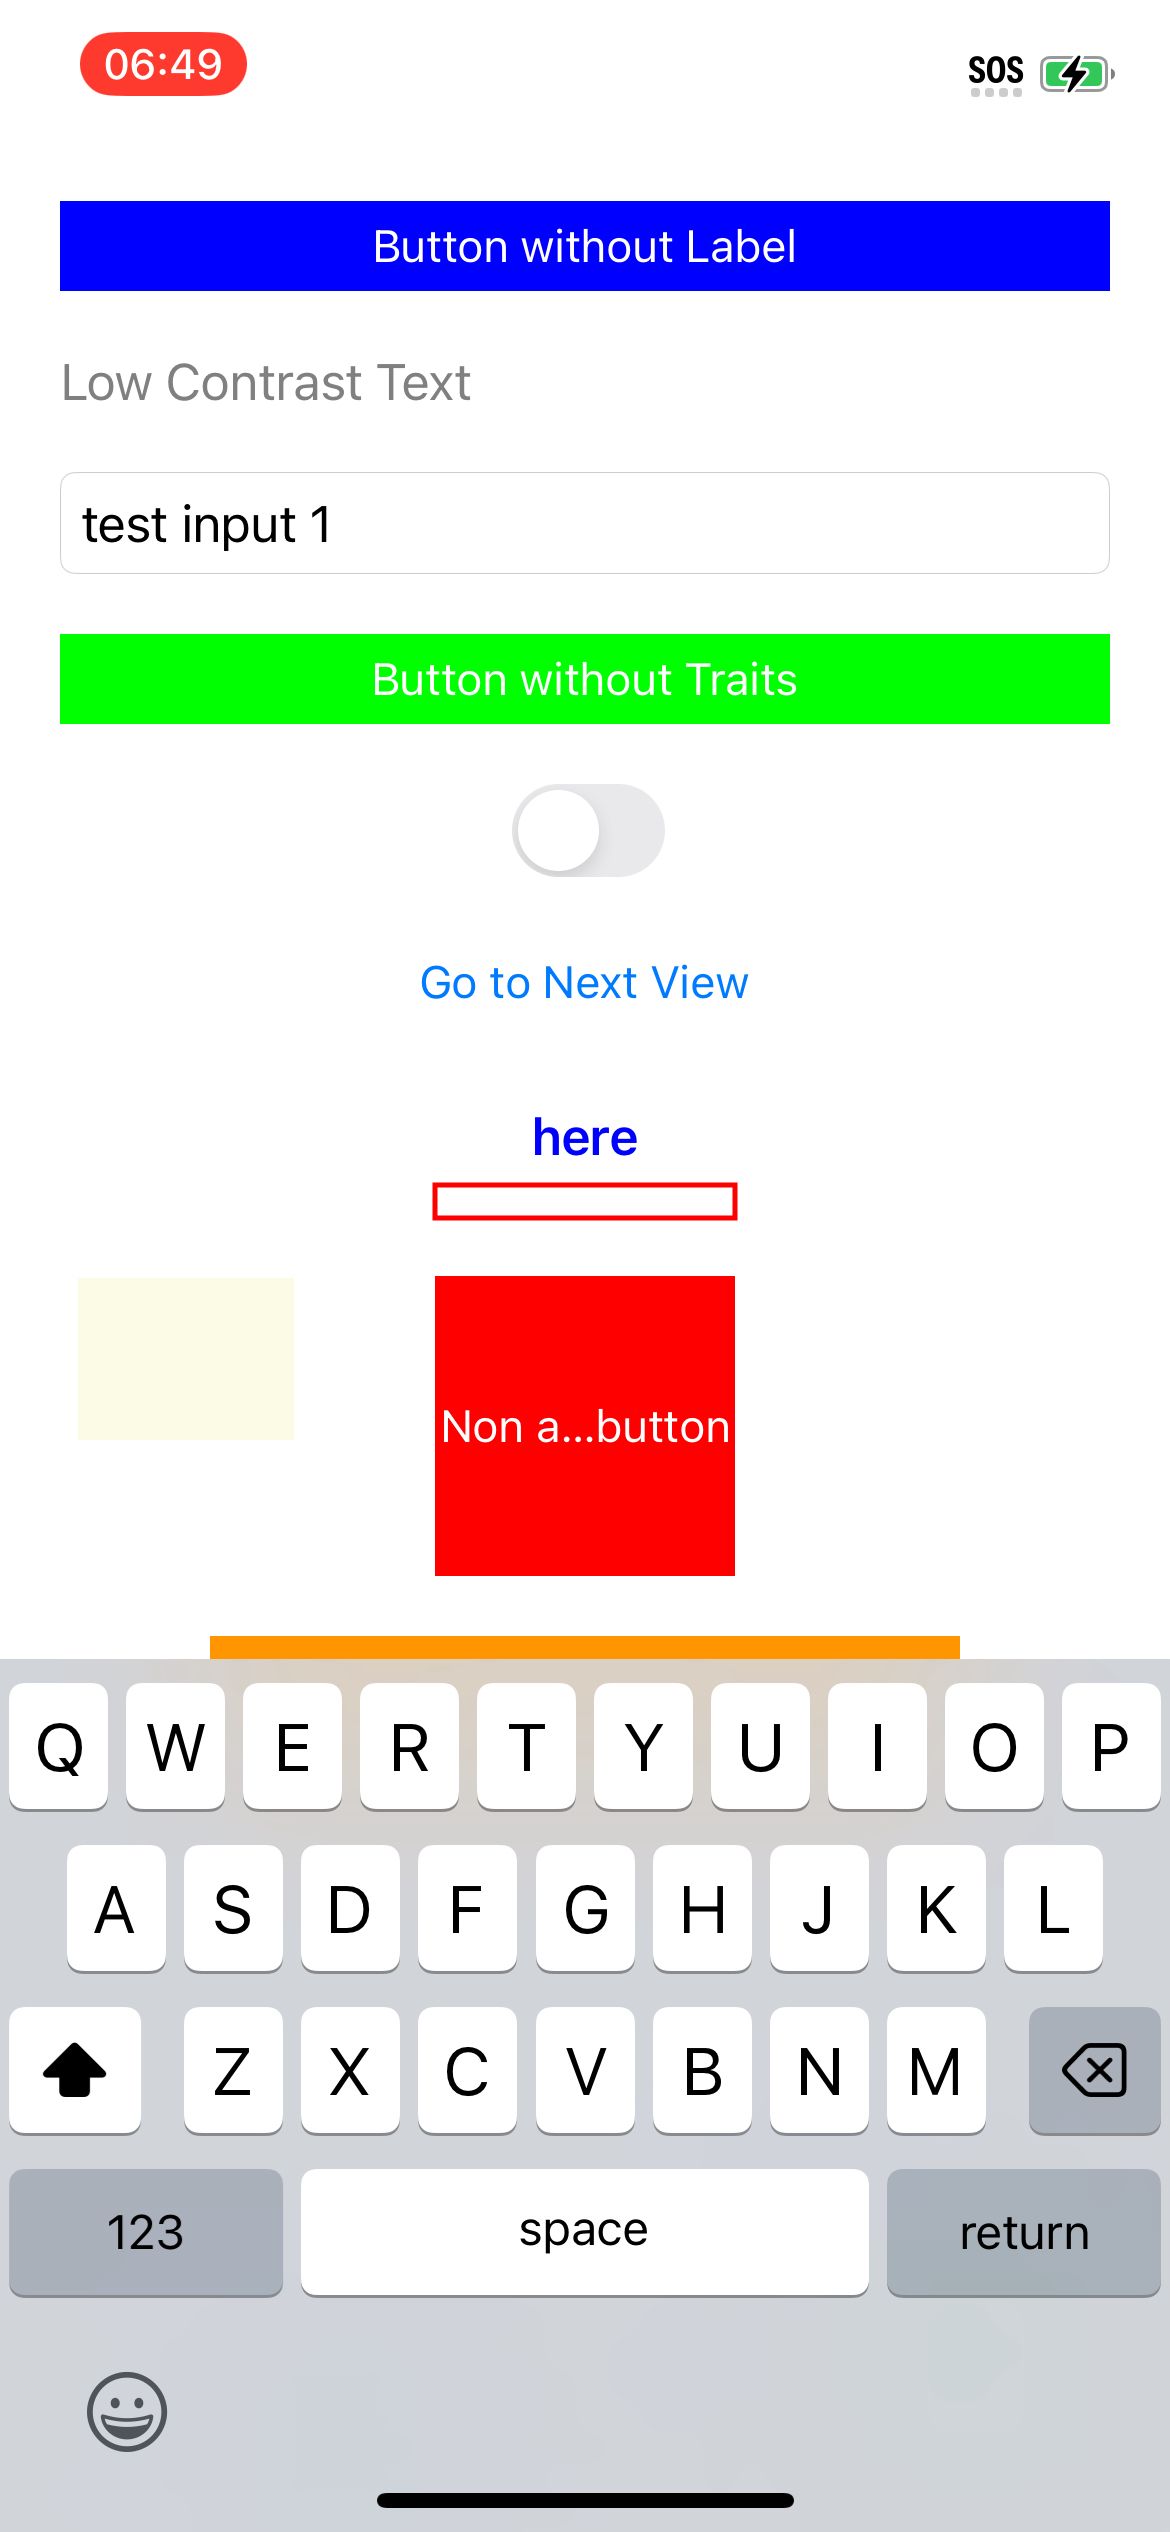 06:49
SOS
Button without Label
Low Contrast Text
test input 1
Button without Traits
Go to Next View
here
Non a...button
Q W E R T Y U I O P
A S D F G H J K L
Z X C V B N M
123 space return